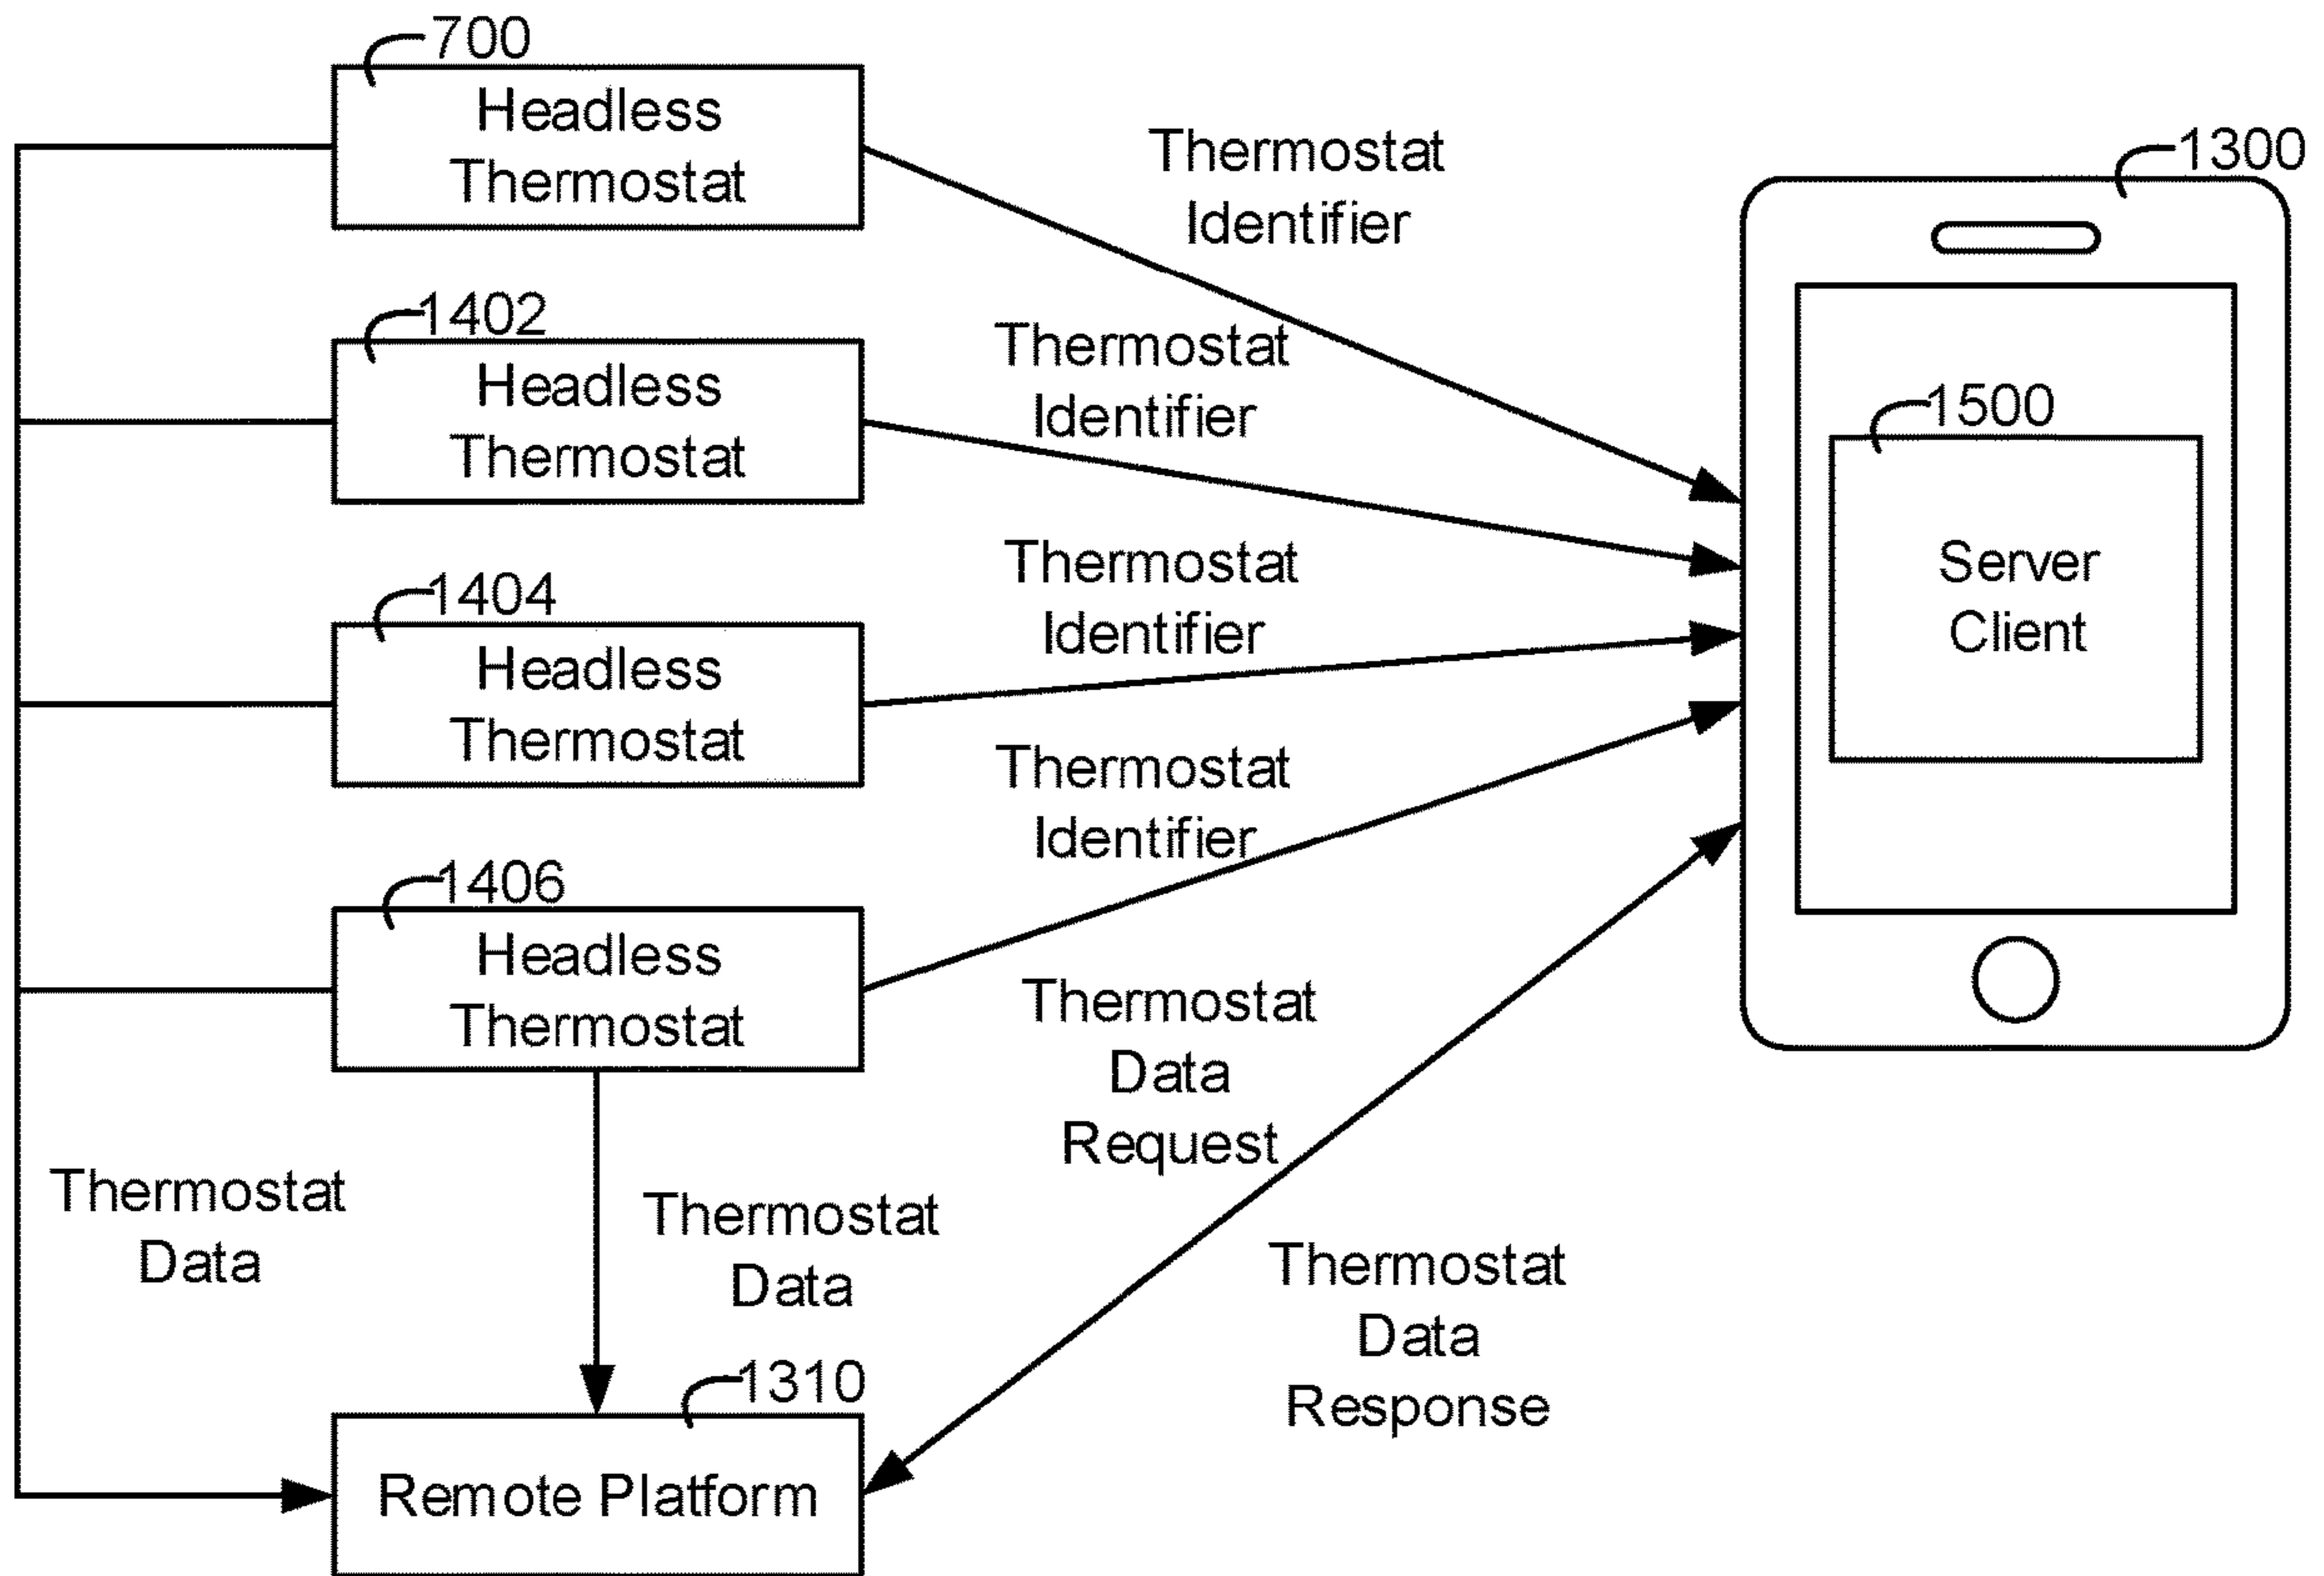 700
Headless
Thermostat
Thermostat
Identifier
1300
1402
Headless
Thermostat
Thermostat
Identifier
1500
Server
Client
1404
Headless
Thermostat
Thermostat
Identifier
1406
Headless
Thermostat
Thermostat
Identifier
Thermostat
Data
Request
Thermostat
Data
Thermostat
Data
Thermostat
Data
Response
1310
Remote Platform